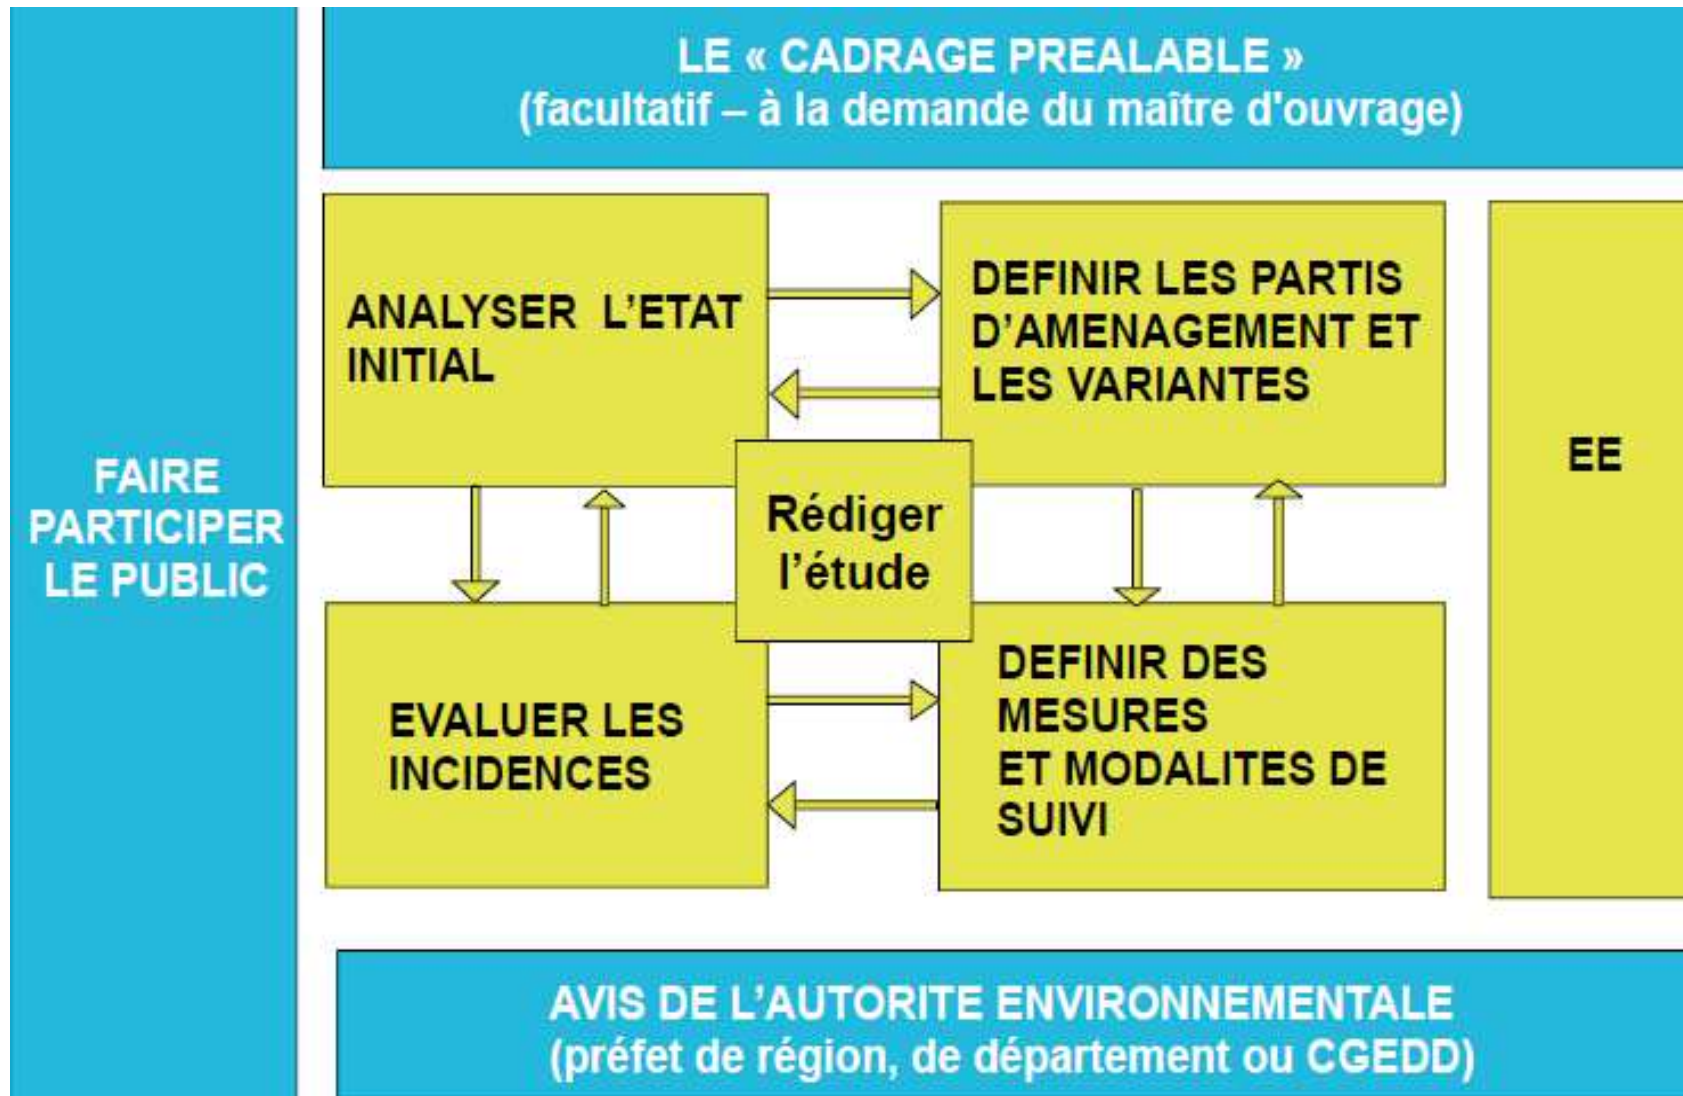 LE « CADRAGE PREALABLE »
(facultatif – à la demande du maître d'ouvrage)
FAIRE
PARTICIPER
LE PUBLIC
ANALYSER L'ETAT
INITIAL
DEFINIR LES PARTIS
D'AMENAGEMENT ET
LES VARIANTES
EE
Rédiger
l'étude
EVALUER LES
INCIDENCES
DEFINIR DES
MESURES
ET MODALITES DE
SUIVI
AVIS DE L'AUTORITE ENVIRONNEMENTALE
(préfet de région, de département ou CGEDD)